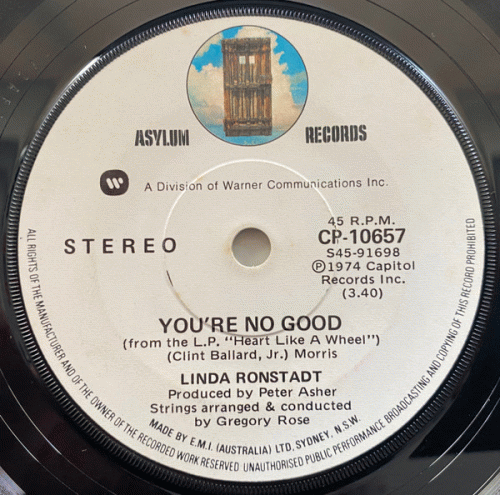 ASYLUM RECORDS
A Division of Warner Communications Inc.
45 R.P.M.
STEREO
CP-10657
S45-91698
Ⓟ1974 Capitol
Records Inc.
(3.40)
YOU'RE NO GOOD
(from the L.P. "Heart Like A Wheel")
(Clint Ballard, Jr.) Morris
LINDA RONSTADT
Produced by Peter Asher
Strings arranged & conducted
by Gregory Rose
MADE BY E.M.I. (AUSTRALIA) LTD, SYDNEY, N.S.W.
ALL RIGHTS OF THE MANUFACTURER AND OF THE OWNER OF THE RECORDED WORK RESERVED. UNAUTHORISED PUBLIC PERFORMANCE BROADCASTING AND COPYING OF THIS RECORD PROHIBITED